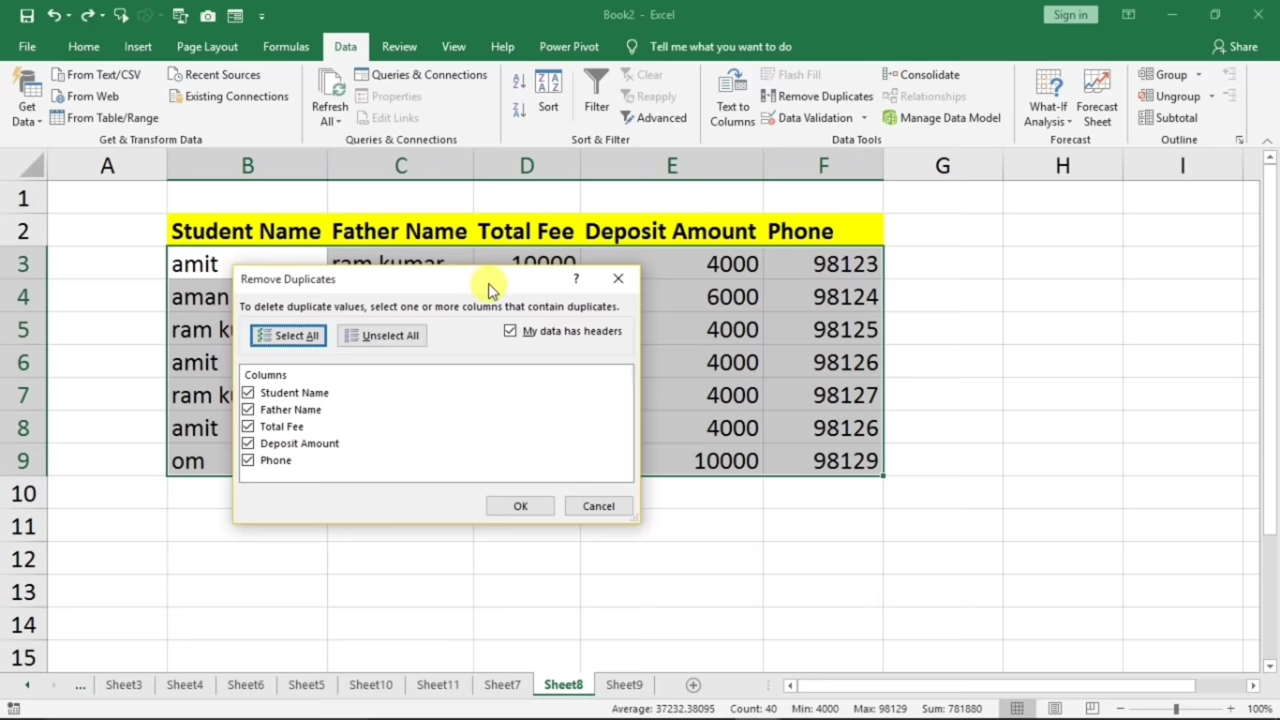 Book2 - Excel
Sign in
File Home Insert Page Layout Formulas Data Review View Help Power Pivot Tell me what you want to do Share
Get Data
From Text/CSV
From Web
From Table/Range
Recent Sources
Existing Connections
Get & Transform Data
Refresh All
Queries & Connections
Properties
Edit Links
Queries & Connections
Sort
Filter
Clear
Reapply
Advanced
Sort & Filter
Text to Columns
Flash Fill
Remove Duplicates
Data Validation
Consolidate
Relationships
Manage Data Model
Data Tools
What-If Analysis
Forecast Sheet
Forecast
Group
Ungroup
Subtotal
Outline
A B C D E F G H I
1
2 Student Name Father Name Total Fee Deposit Amount Phone
3 amit ram kumar 10000 4000 98123
4 aman 6000 98124
5 ram k 4000 98125
6 amit 4000 98126
7 ram k 4000 98127
8 amit 4000 98126
9 om 10000 98129
10
11
12
13
14
15
Remove Duplicates ?
To delete duplicate values, select one or more columns that contain duplicates.
Select All Unselect All My data has headers
Columns
Student Name
Father Name
Total Fee
Deposit Amount
Phone
OK Cancel
... Sheet3 Sheet4 Sheet6 Sheet5 Sheet10 Sheet11 Sheet7 Sheet8 Sheet9
Average: 37232.38095 Count: 40 Min: 4000 Max: 98129 Sum: 781880 100%